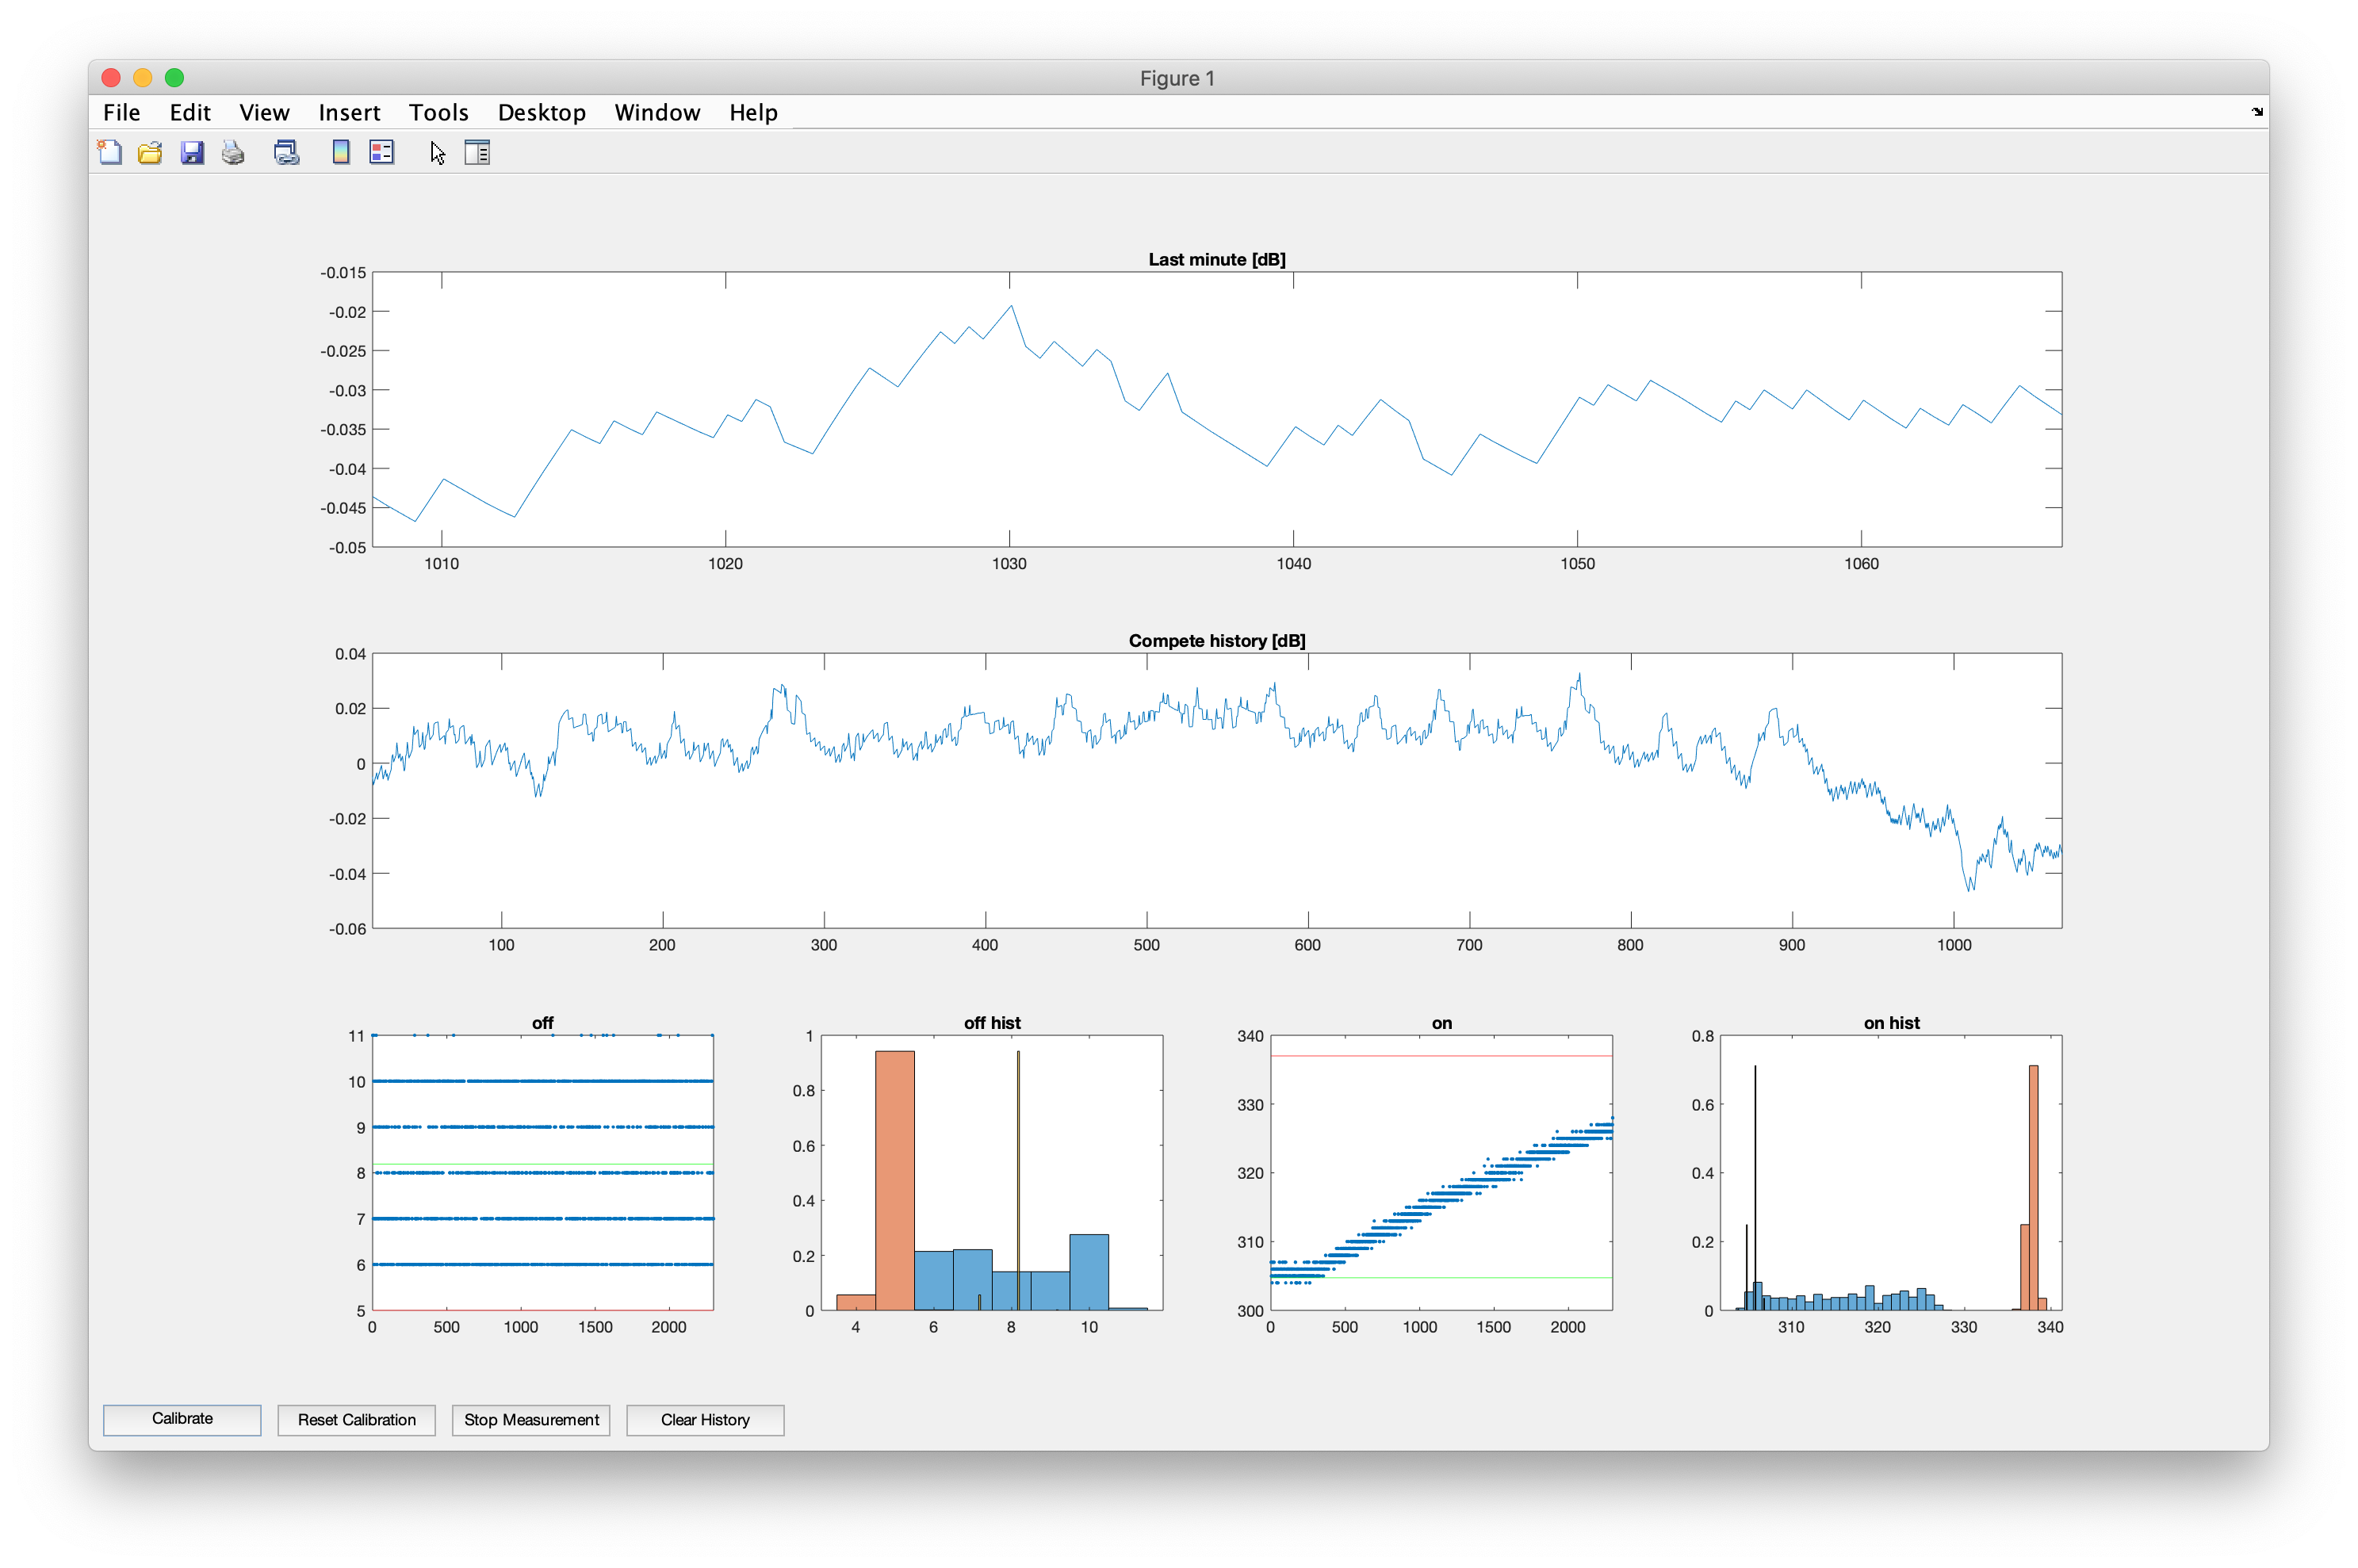 Figure 1
File Edit View Insert Tools Desktop Window Help
Last minute [dB]
-0.015
-0.02
-0.025
-0.03
-0.035
-0.04
-0.045
-0.05
1010 1020 1030 1040 1050 1060
Compete history [dB]
0.04
0.02
0
-0.02
-0.04
-0.06
100 200 300 400 500 600 700 800 900 1000
off
11
10
9
8
7
6
5
0 500 1000 1500 2000
off hist
1
0.8
0.6
0.4
0.2
0
4 6 8 10
on
340
330
320
310
300
0 500 1000 1500 2000
on hist
0.8
0.6
0.4
0.2
0
310 320 330 340
Calibrate Reset Calibration Stop Measurement Clear History